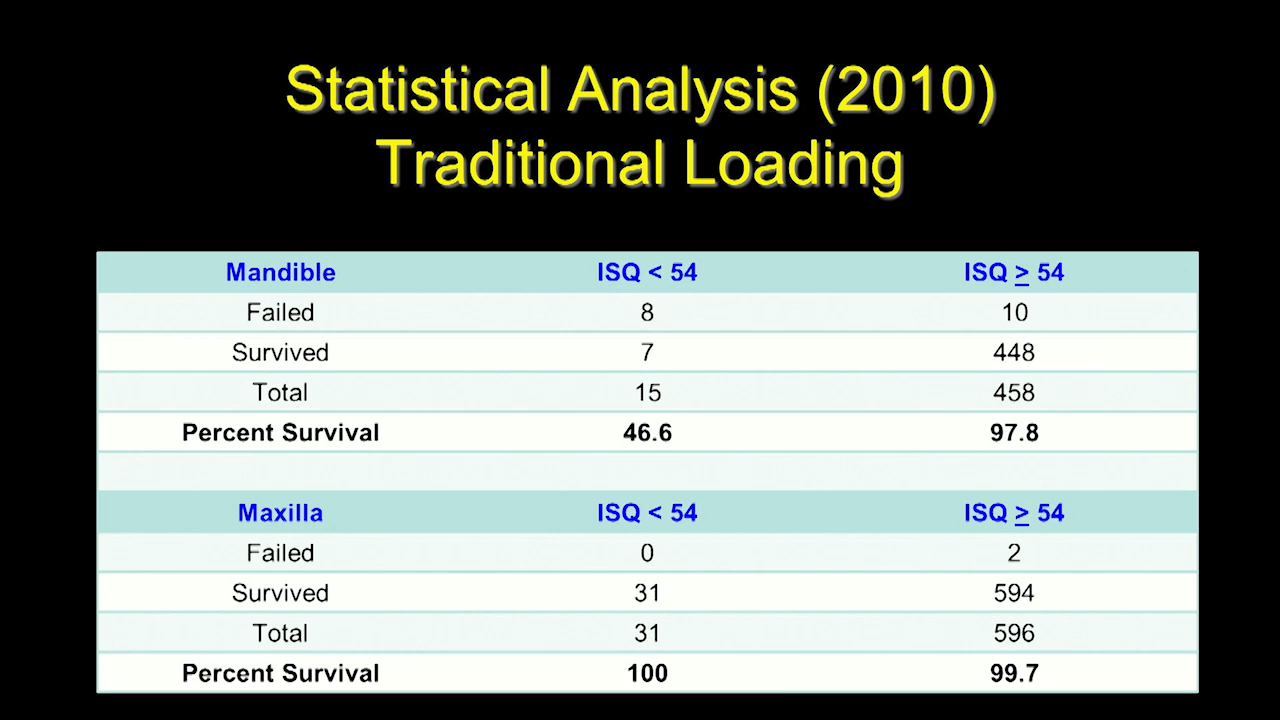 Statistical Analysis (2010)
Traditional Loading
Mandible ISQ < 54 ISQ ≥ 54
Failed 8 10
Survived 7 448
Total 15 458
Percent Survival 46.6 97.8
Maxilla ISQ < 54 ISQ ≥ 54
Failed 0 2
Survived 31 594
Total 31 596
Percent Survival 100 99.7